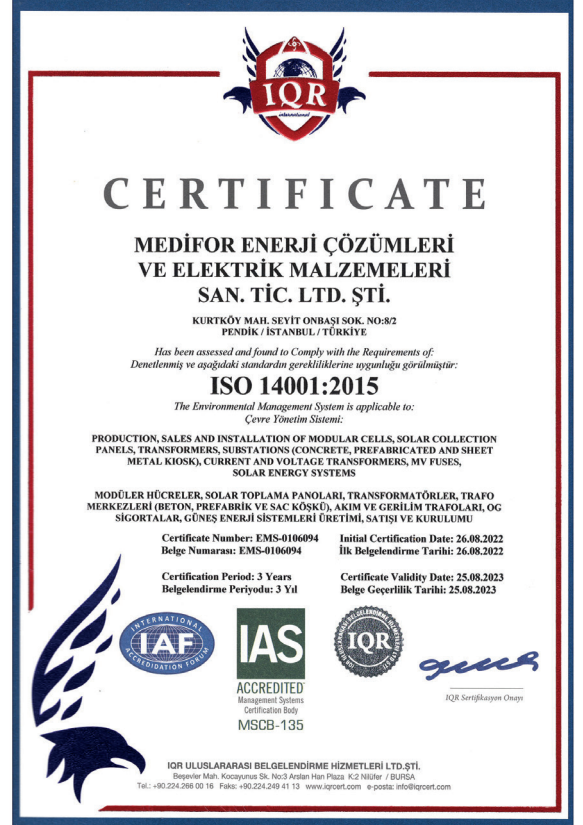 IQR
international
CERTIFICATE
MEDİFOR ENERJİ ÇÖZÜMLERİ
VE ELEKTRİK MALZEMELERİ
SAN. TİC. LTD. ŞTİ.
KURTKÖY MAH. SEYİT ONBAŞI SOK. NO:8/2
PENDİK / İSTANBUL / TÜRKİYE
Has been assessed and found to Comply with the Requirements of:
Denetlenmiş ve aşağıdaki standardın gerekliliklerine uygunluğu görülmüştür:
ISO 14001:2015
The Environmental Management System is applicable to:
Çevre Yönetim Sistemi:
PRODUCTION, SALES AND INSTALLATION OF MODULAR CELLS, SOLAR COLLECTION
PANELS, TRANSFORMERS, SUBSTATIONS (CONCRETE, PREFABRICATED AND SHEET
METAL KIOSK), CURRENT AND VOLTAGE TRANSFORMERS, MV FUSES,
SOLAR ENERGY SYSTEMS
MODÜLER HÜCRELER, SOLAR TOPLAMA PANOLARI, TRANSFORMATÖRLER, TRAFO
MERKEZLERİ (BETON, PREFABRİK VE SAC KÖŞKÜ), AKIM VE GERİLİM TRAFOLARI, OG
SİGORTALAR, GÜNEŞ ENERJİ SİSTEMLERİ ÜRETİMİ, SATIŞI VE KURULUMU
Certificate Number: EMS-0106094 Initial Certification Date: 26.08.2022
Belge Numarası: EMS-0106094 İlk Belgelendirme Tarihi: 26.08.2022
Certification Period: 3 Years Certificate Validity Date: 25.08.2023
Belgelendirme Periyodu: 3 Yıl Belge Geçerlilik Tarihi: 25.08.2023
INTERNATIONAL
IAF
ACCREDIDATION FORUM
IAS
ACCREDITED
Management Systems
Certification Body
MSCB-135
IQR ULUSLARARASI BELGELENDİRME HİZMETLERİ LTD ŞTİ
IQR
IQR Sertifikasyon Onayı
IQR ULUSLARARASI BELGELENDİRME HİZMETLERİ LTD.ŞTİ.
Beşevler Mah. Kocayunus Sk. No:3 Arslan Han Plaza K:2 Nilüfer / BURSA
Tel.: +90.224.266 00 16 Faks: +90.224.249 41 13 www.iqrcert.com e-posta: info@iqrcert.com